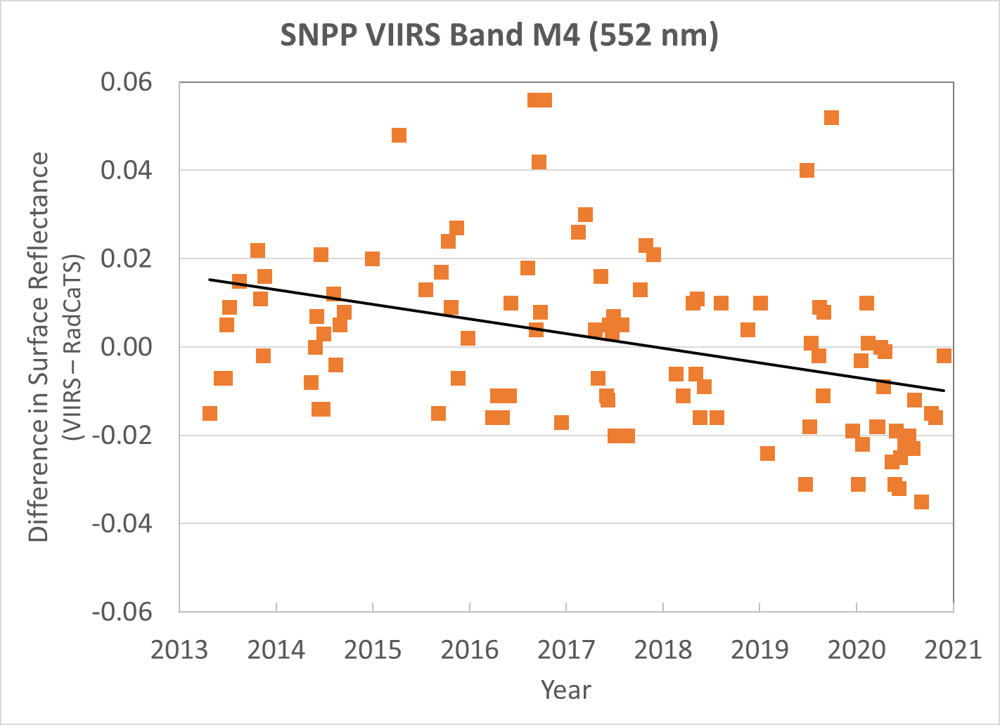 SNPP VIIRS Band M4 (552 nm)
Difference in Surface Reflectance
(VIIRS – RadCaTS)
0.06
0.04
0.02
0.00
-0.02
-0.04
-0.06
2013 2014 2015 2016 2017 2018 2019 2020 2021
Year